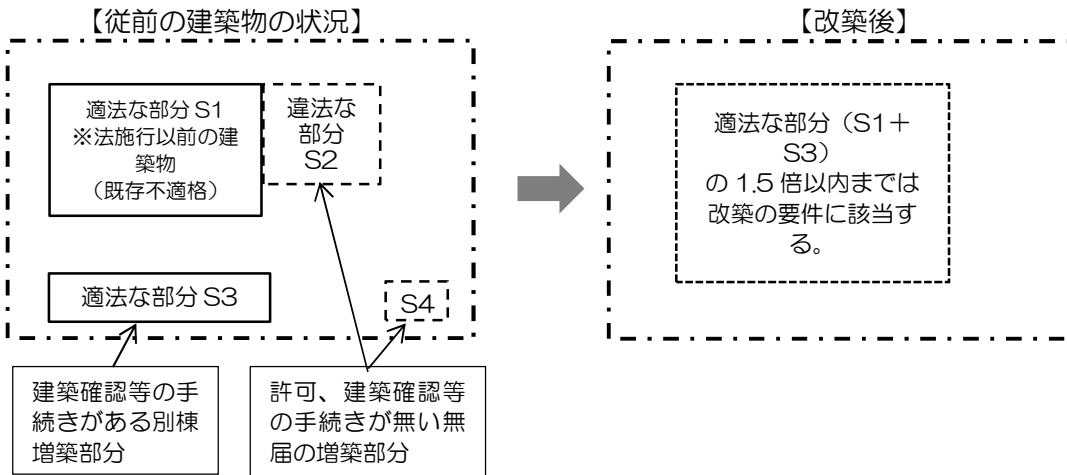 【従前の建築物の状況】
適法な部分 S1
※法施行以前の建
築物
（既存不適格）
違法な
部分
S2
適法な部分 S3
S4
建築確認等の手
続きがある別棟
増築部分
許可、建築確認等
の手続きが無い無
届の増築部分
【改築後】
適法な部分（S1＋
S3）
の 1.5 倍以内までは
改築の要件に該当す
る。